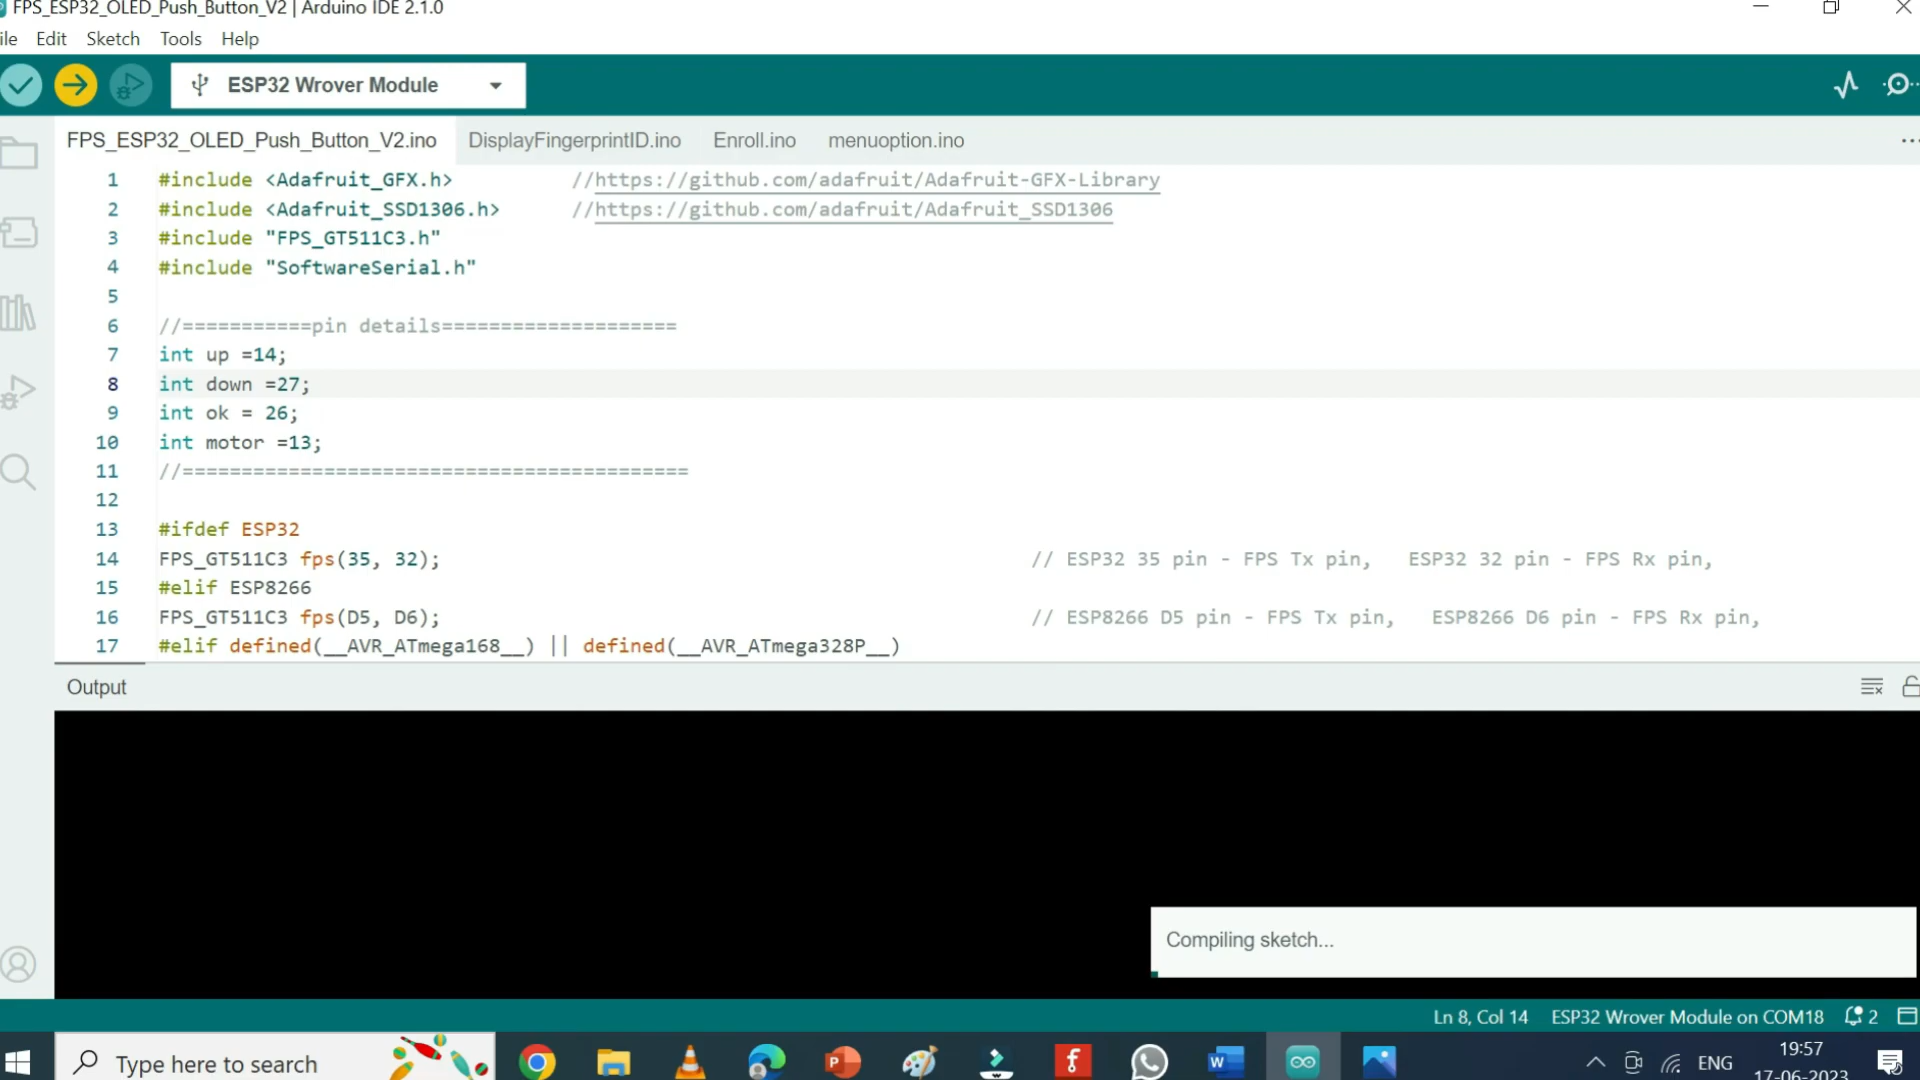 FPS_ESP32_OLED_Push_Button_V2 | Arduino IDE 2.1.0
ile Edit Sketch Tools Help
ESP32 Wrover Module
FPS_ESP32_OLED_Push_Button_V2.ino DisplayFingerprintID.ino Enroll.ino menuoption.ino
1 #include <Adafruit_GFX.h> //https://github.com/adafruit/Adafruit-GFX-Library
2 #include <Adafruit_SSD1306.h> //https://github.com/adafruit/Adafruit_SSD1306
3 #include "FPS_GT511C3.h"
4 #include "SoftwareSerial.h"
5
6 //===========pin details====================
7 int up =14;
8 int down =27;
9 int ok = 26;
10 int motor =13;
11 //===========================================
12
13 #ifdef ESP32
14 FPS_GT511C3 fps(35, 32); // ESP32 35 pin - FPS Tx pin, ESP32 32 pin - FPS Rx pin,
15 #elif ESP8266
16 FPS_GT511C3 fps(D5, D6); // ESP8266 D5 pin - FPS Tx pin, ESP8266 D6 pin - FPS Rx pin,
17 #elif defined(__AVR_ATmega168__) || defined(__AVR_ATmega328P__)
Output
Compiling sketch...
Ln 8, Col 14 ESP32 Wrover Module on COM18 2
Type here to search
ENG
19:57
17-06-2023